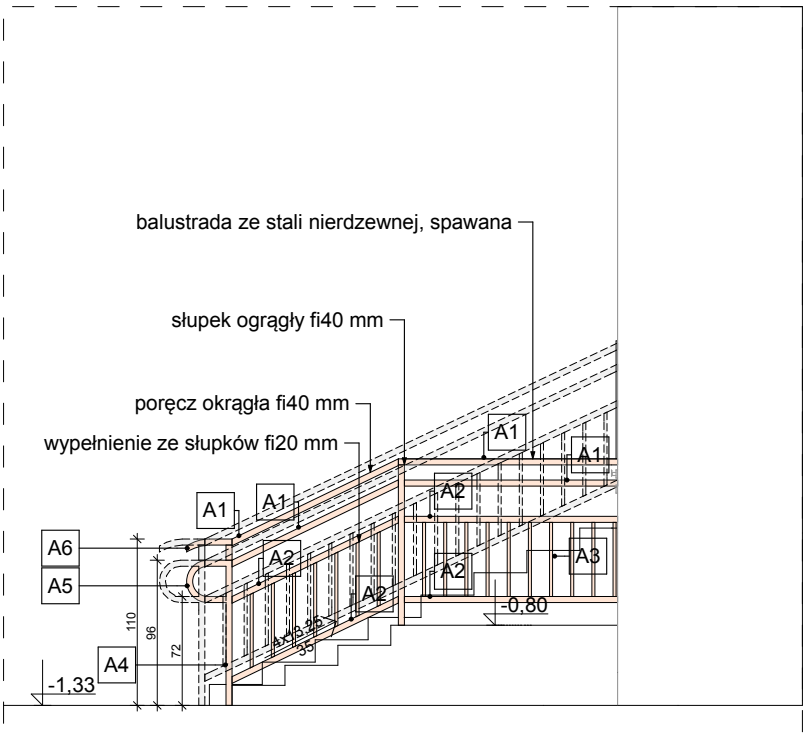 balustrada ze stali nierdzewnej, spawana
słupek ogrągły fi40 mm
poręcz okrągła fi40 mm
wypełnienie ze słupków fi20 mm
A1
A1
A1
A1
A2
A6
A2
A3
A5
A2
A2
-0,80
4x13,25
35
110
96
72
A4
-1,33